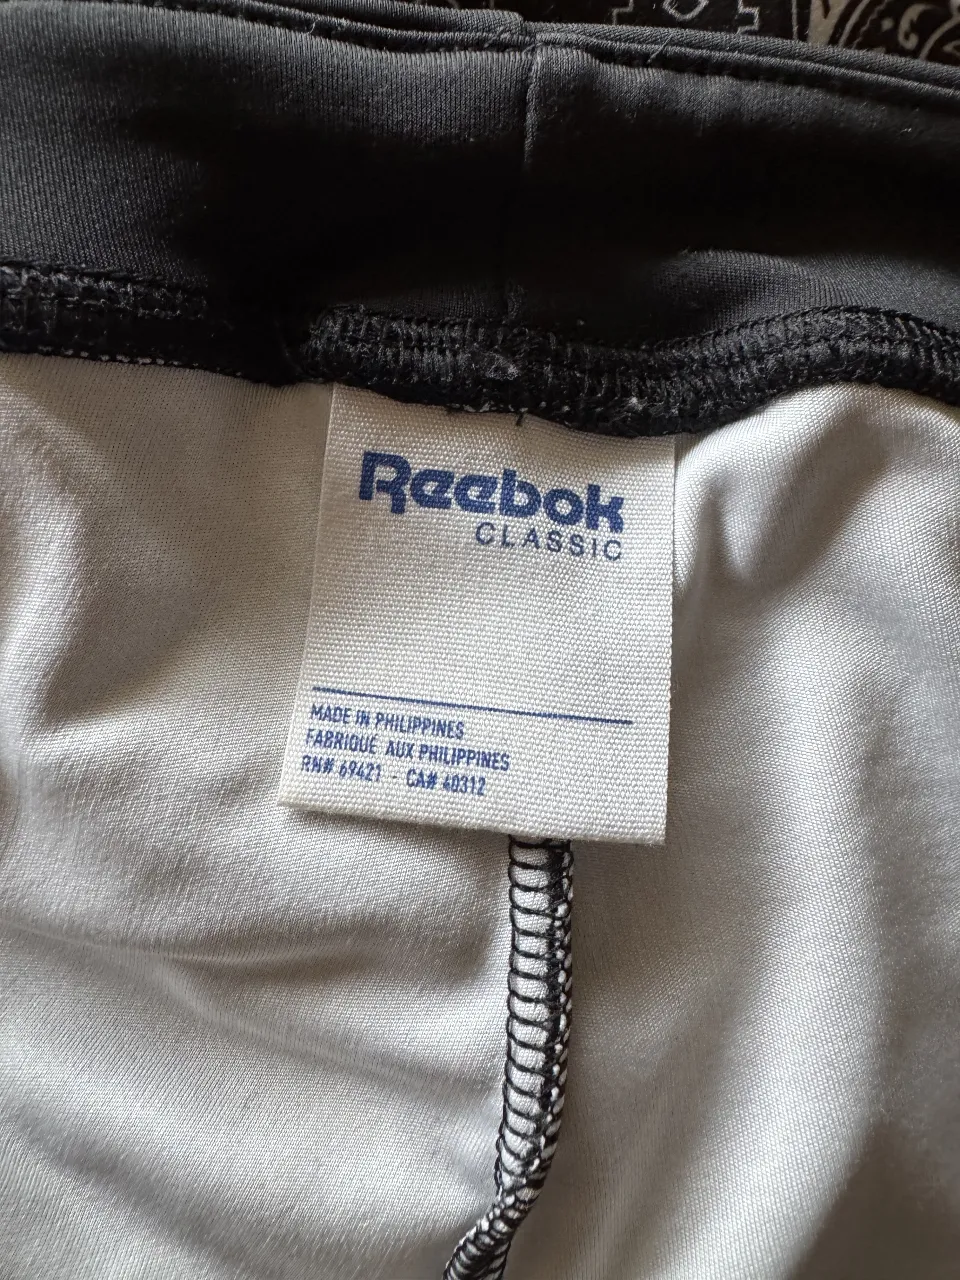 Reebok
CLASSIC
MADE IN PHILIPPINES
FABRIQUÉ AUX PHILIPPINES
RN# 69421 - CA# 40312